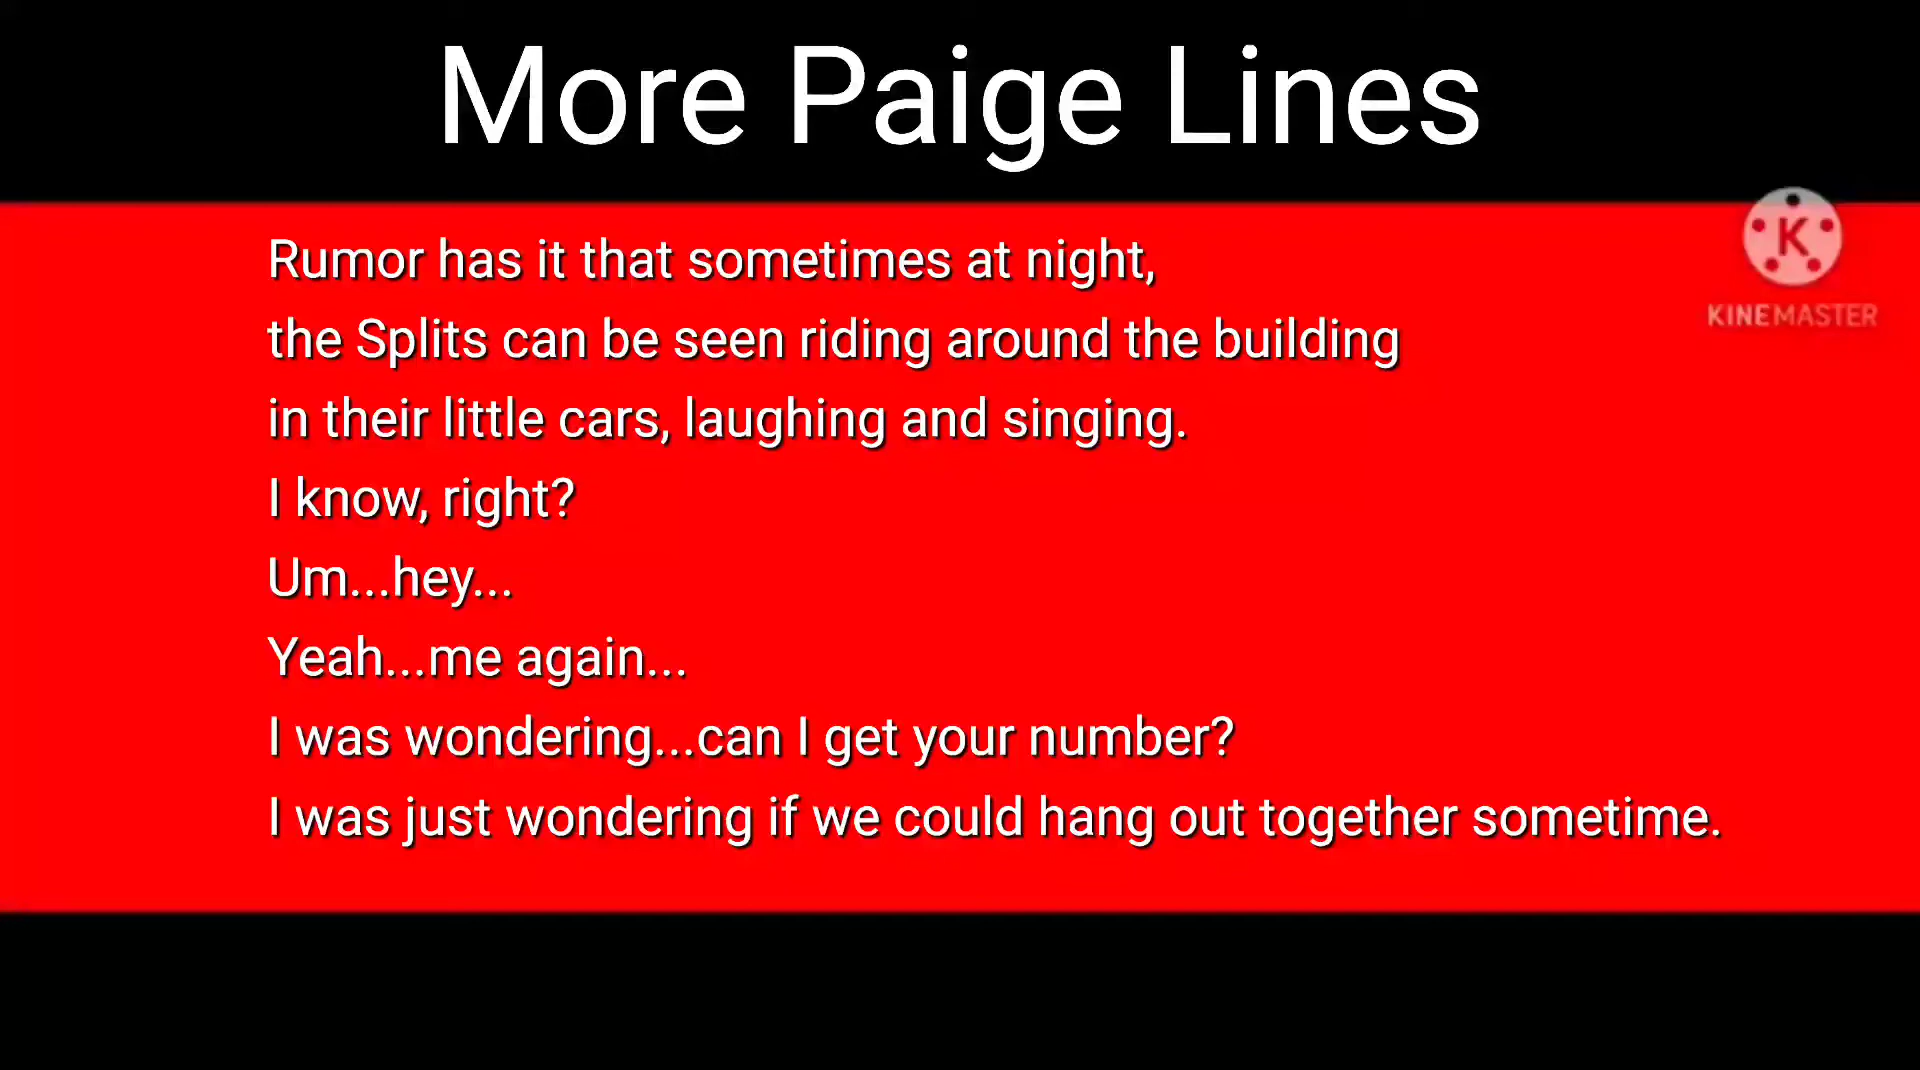 More Paige Lines
Rumor has it that sometimes at night,
the Splits can be seen riding around the building
in their little cars, laughing and singing.
I know, right?
Um...hey...
Yeah...me again...
I was wondering...can I get your number?
I was just wondering if we could hang out together sometime.
K
KINEMASTER